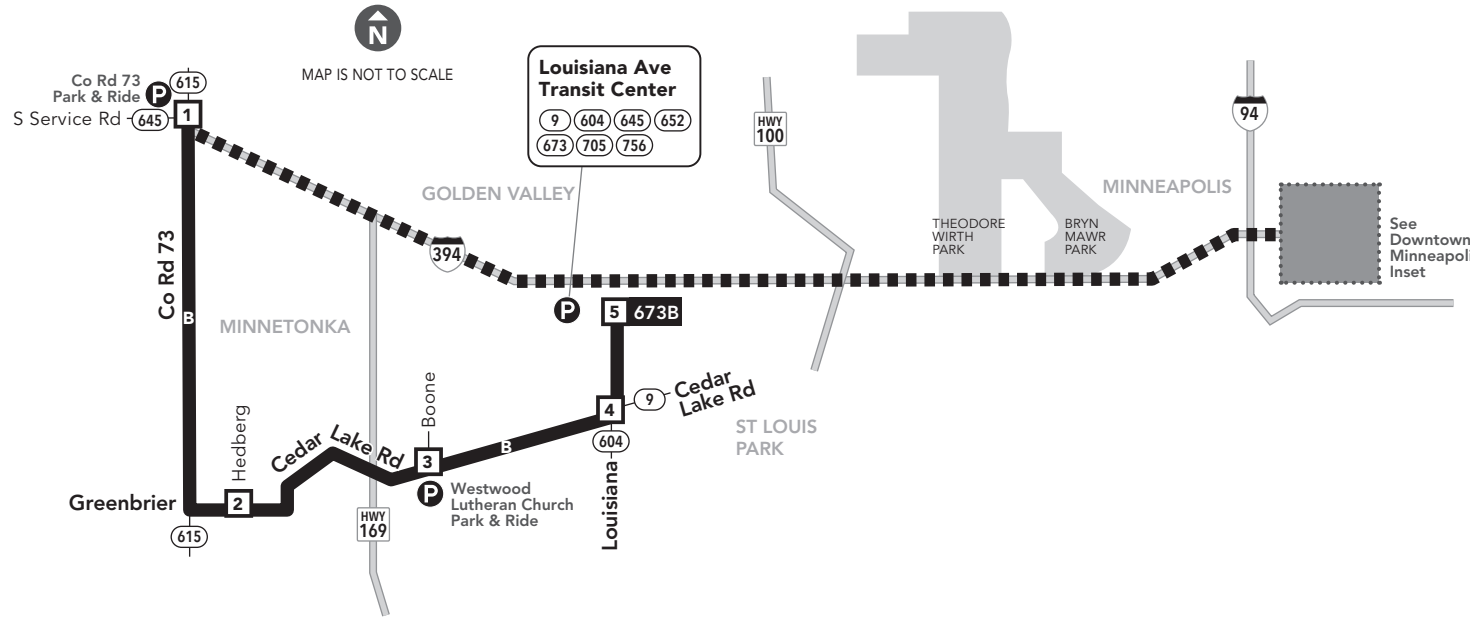 N
MAP IS NOT TO SCALE
Co Rd 73
Park & Ride
P
615
S Service Rd
645
1
Louisiana Ave
Transit Center
9 604 645 652
673 705 756
HWY
100
94
GOLDEN VALLEY
MINNEAPOLIS
THEODORE
WIRTH
PARK
BRYN
MAWR
PARK
See
Downtown
Minneapoli
Inset
394
Co Rd 73
B
MINNETONKA
P
5
673B
Boone
Cedar
Lake Rd
9
4
604
ST LOUIS
PARK
Hedberg
Cedar Lake Rd
B
3
P
Westwood
Lutheran Church
Park & Ride
Louisiana
Greenbrier
2
615
HWY
169